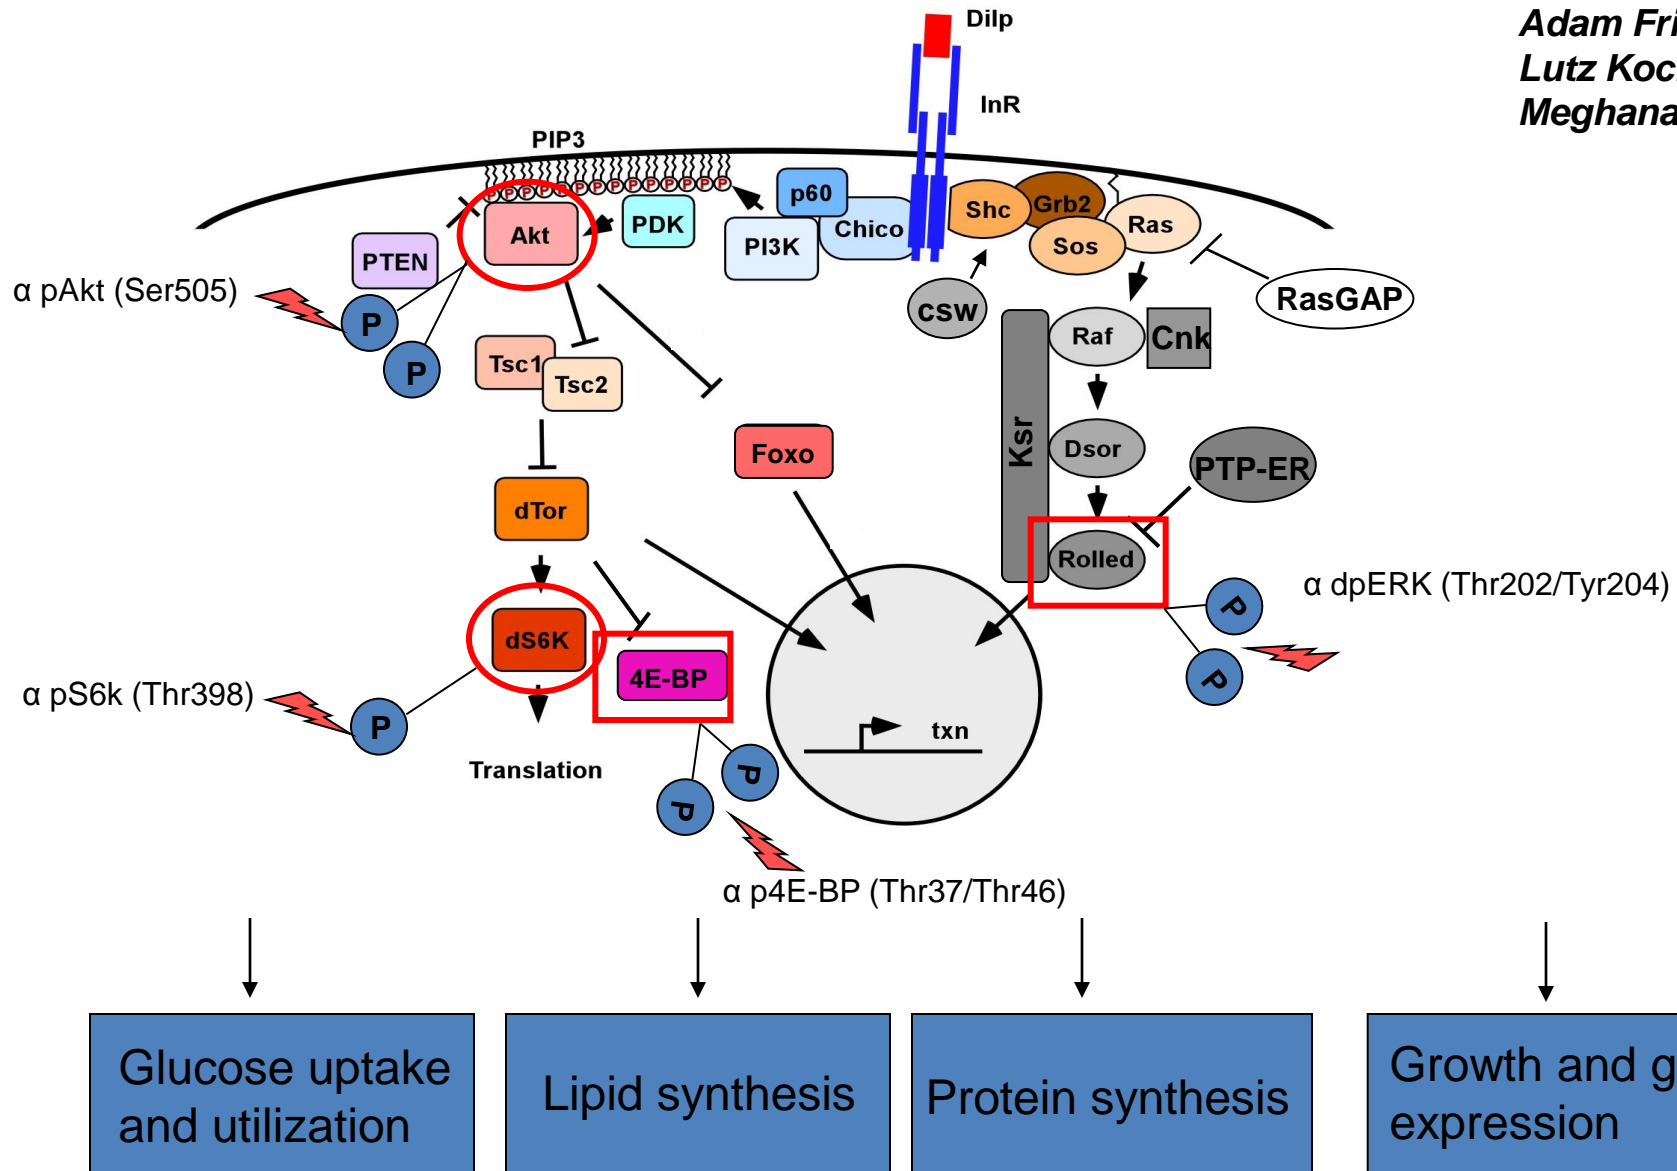 Dilp
Adam Fri
Lutz Koc
Meghana
InR
PIP3
P P P P P P P P P P P P P P
p60
Shc
Grb2
Akt
PDK
Chico
Ras
PI3K
Sos
PTEN
α pAkt (Ser505)
RasGAP
csw
P
Raf
Cnk
P
Tsc1
Tsc2
Ksr
Foxo
Dsor
PTP-ER
dTor
Rolled
α dpERK (Thr202/Tyr204)
P
dS6K
4E-BP
P
α pS6k (Thr398)
P
txn
Translation
P
P
α p4E-BP (Thr37/Thr46)
Glucose uptake
and utilization
Lipid synthesis
Protein synthesis
Growth and g
expression